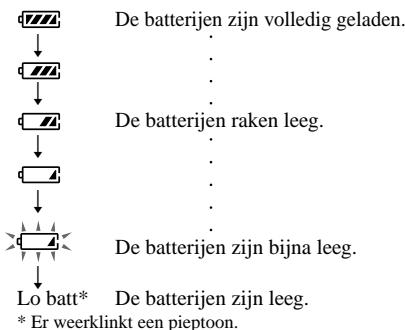 De batterijen zijn volledig geladen.
De batterijen raken leeg.
De batterijen zijn bijna leeg.
Lo batt* De batterijen zijn leeg.
* Er weerklinkt een pieptoon.